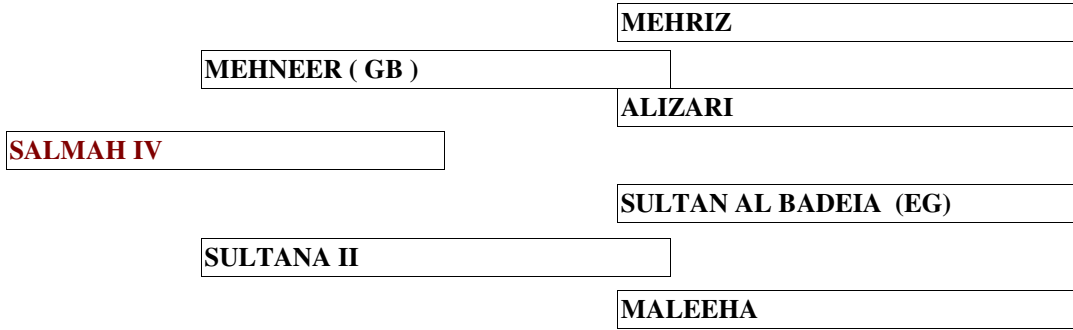 MEHRIZ
MEHNEER ( GB )
ALIZARI
SALMAH IV
SULTAN AL BADEIA (EG)
SULTANA II
MALEEHA